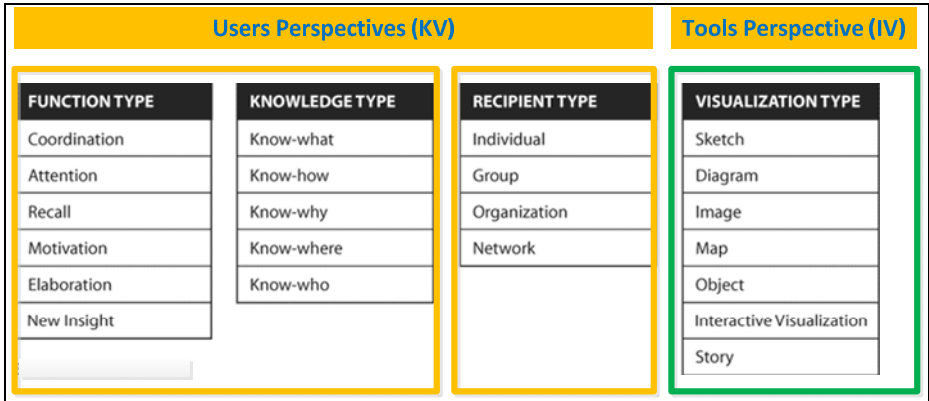 Users Perspectives (KV)
Tools Perspective (IV)
FUNCTION TYPE
Coordination
Attention
Recall
Motivation
Elaboration
New Insight
KNOWLEDGE TYPE
Know-what
Know-how
Know-why
Know-where
Know-who
RECIPIENT TYPE
Individual
Group
Organization
Network
VISUALIZATION TYPE
Sketch
Diagram
Image
Map
Object
Interactive Visualization
Story